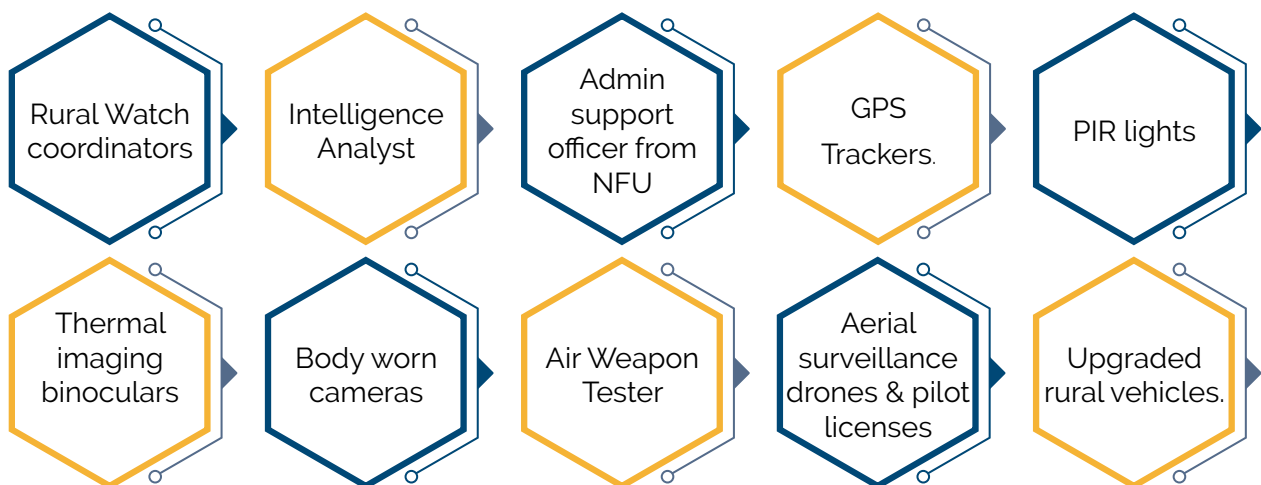 Rural Watch
coordinators
Intelligence
Analyst
Admin
support
officer from
NFU
GPS
Trackers.
PIR lights
Thermal
imaging
binoculars
Body worn
cameras
Air Weapon
Tester
Aerial
surveillance
drones & pilot
licenses
Upgraded
rural vehicles.